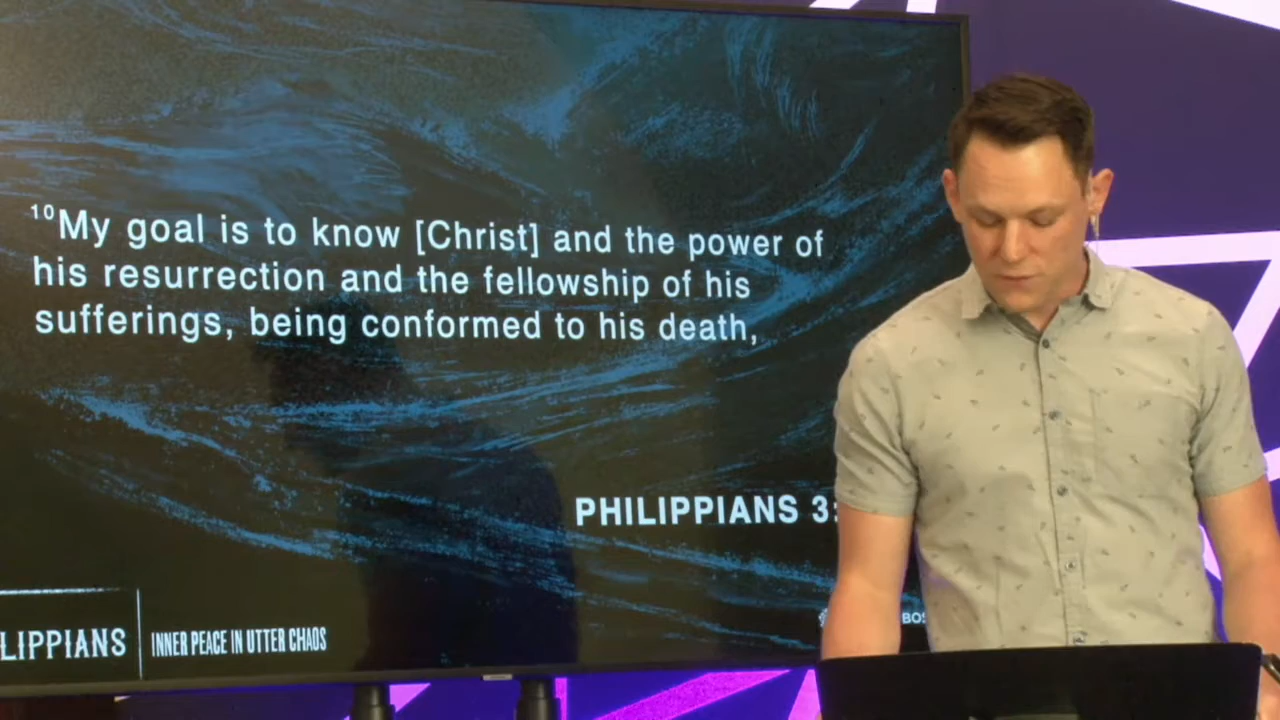 ¹⁰My goal is to know [Christ] and the power of
his resurrection and the fellowship of his
sufferings, being conformed to his death,
PHILIPPIANS 3:
LIPPIANS
INNER PEACE IN UTTER CHAOS
BOS